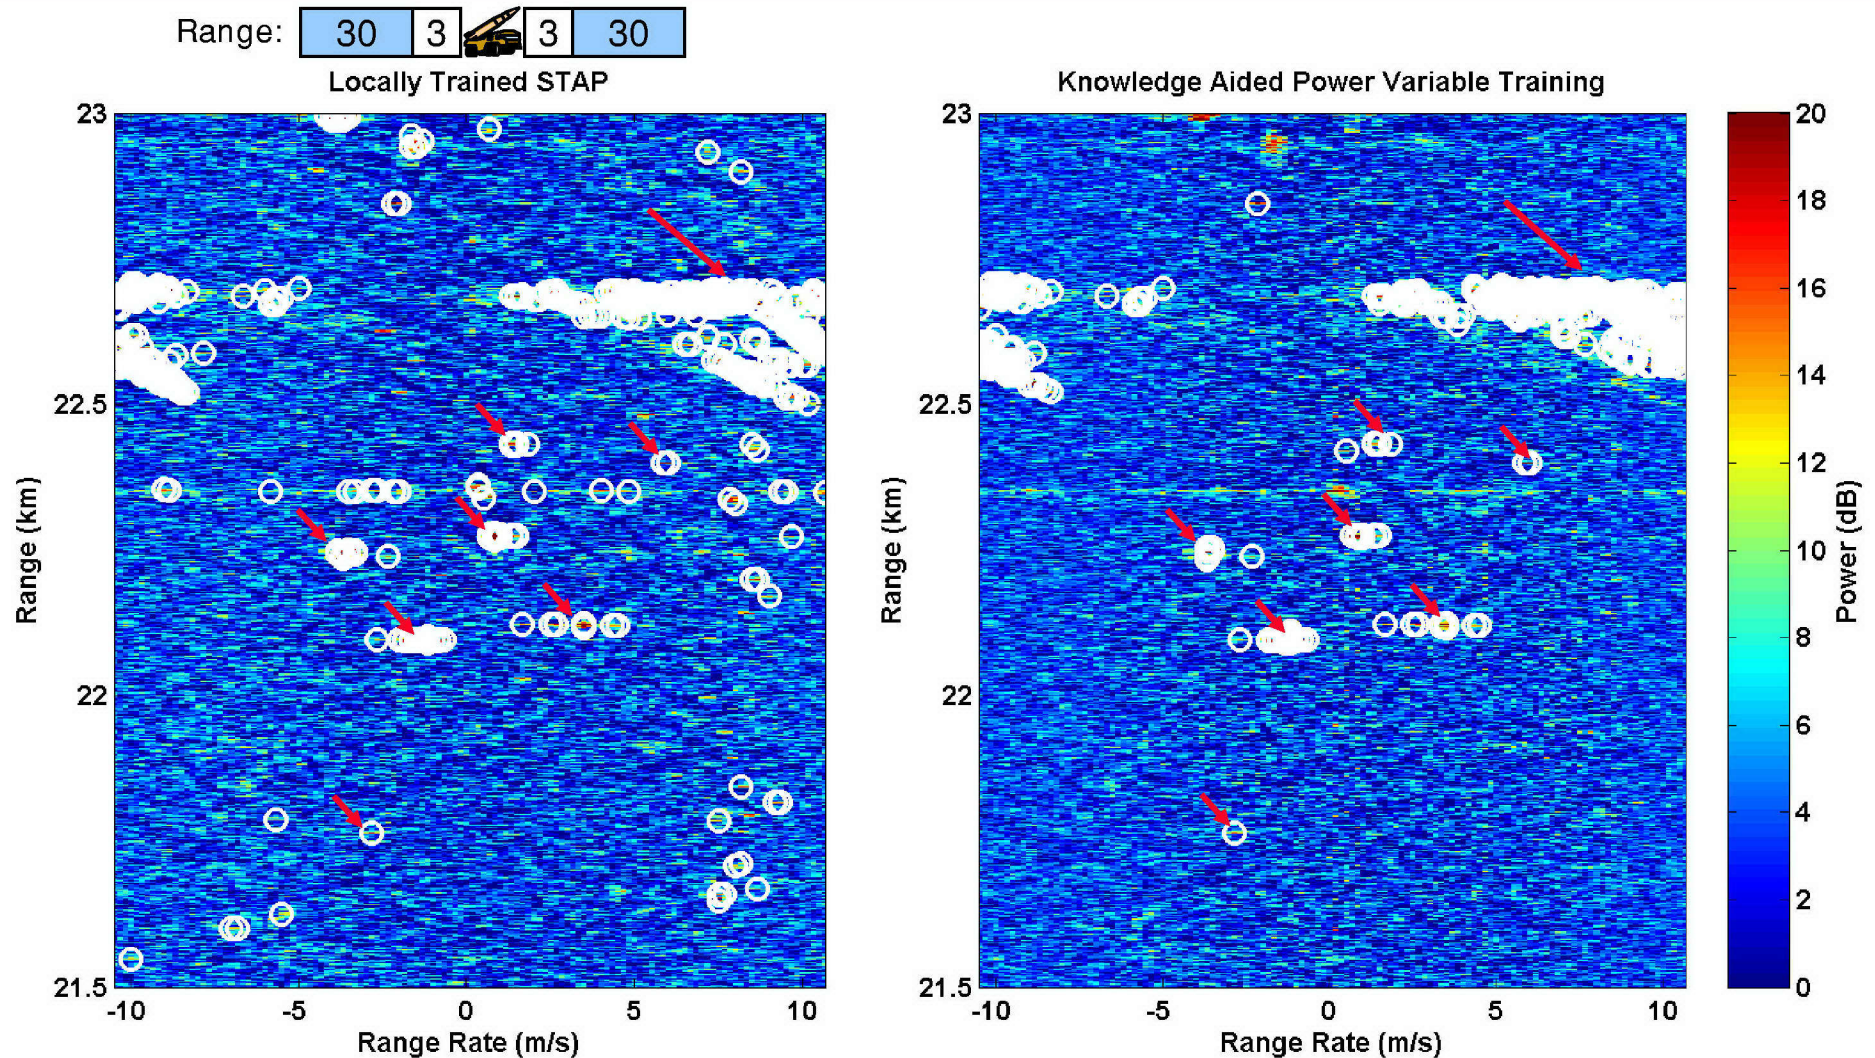 Range: 30 3 3 30
Locally Trained STAP
Knowledge Aided Power Variable Training
23
22.5
22
21.5
Range (km)
-10 -5 0 5 10
Range Rate (m/s)
23
22.5
22
21.5
Range (km)
-10 -5 0 5 10
Range Rate (m/s)
20
18
16
14
12
10
8
6
4
2
0
Power (dB)